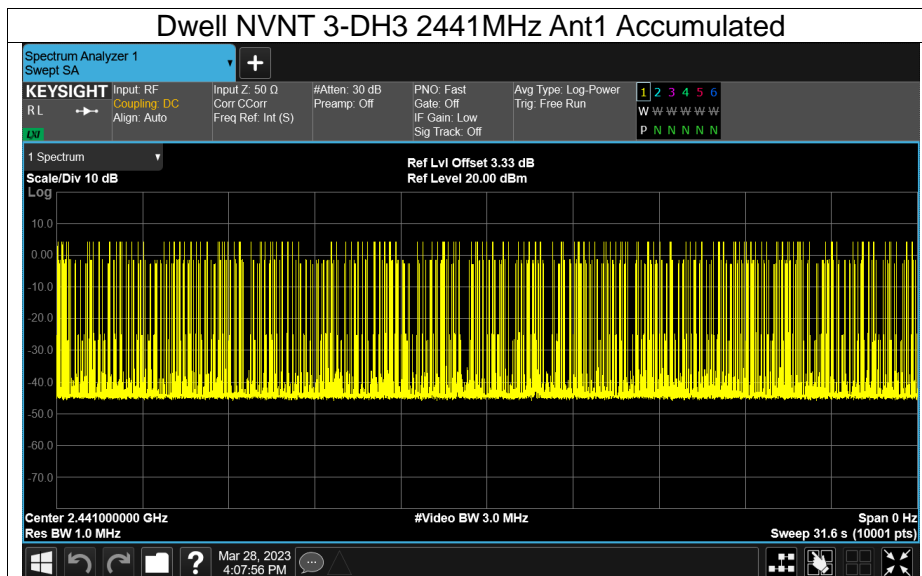 Dwell NVNT 3-DH3 2441MHz Ant1 Accumulated
Spectrum Analyzer 1
Swept SA
+
KEYSIGHT
R L
LXI
Input: RF
Coupling: DC
Align: Auto
Input Z: 50 Ω
Corr CCorr
Freq Ref: Int (S)
#Atten: 30 dB
Preamp: Off
PNO: Fast
Gate: Off
IF Gain: Low
Sig Track: Off
Avg Type: Log-Power
Trig: Free Run
1 2 3 4 5 6
W W W W W W
P N N N N N
1 Spectrum
Scale/Div 10 dB
Ref Lvl Offset 3.33 dB
Ref Level 20.00 dBm
Log
10.0
0.00
-10.0
-20.0
-30.0
-40.0
-50.0
-60.0
-70.0
Center 2.441000000 GHz
#Video BW 3.0 MHz
Span 0 Hz
Res BW 1.0 MHz
Sweep 31.6 s (10001 pts)
?
Mar 28, 2023
4:07:56 PM